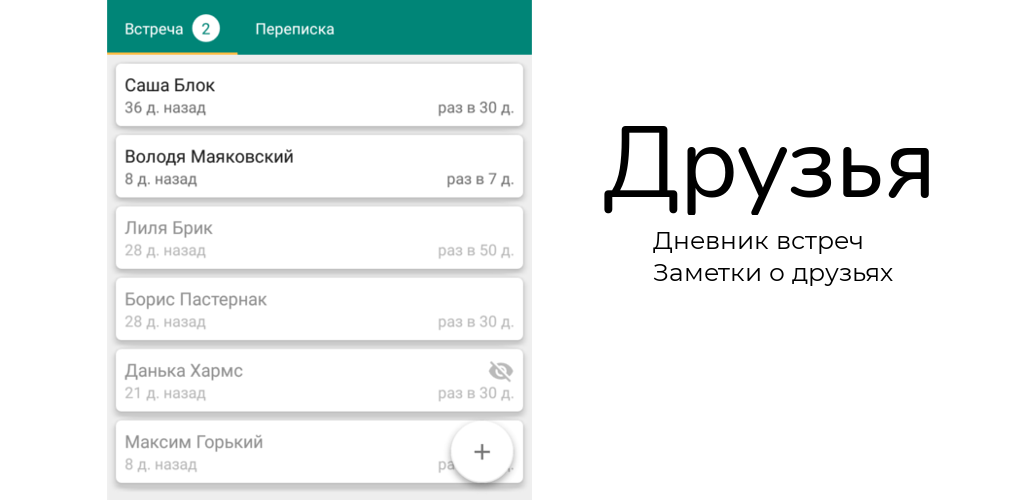 Встреча 2 Переписка
Саша Блок
36 д. назад раз в 30 д.
Володя Маяковский
8 д. назад раз в 7 д.
Лиля Брик
28 д. назад раз в 50 д.
Борис Пастернак
28 д. назад раз в 30 д.
Данька Хармс
21 д. назад раз в 30 д.
Максим Горький
8 д. назад
Друзья
Дневник встреч
Заметки о друзьях